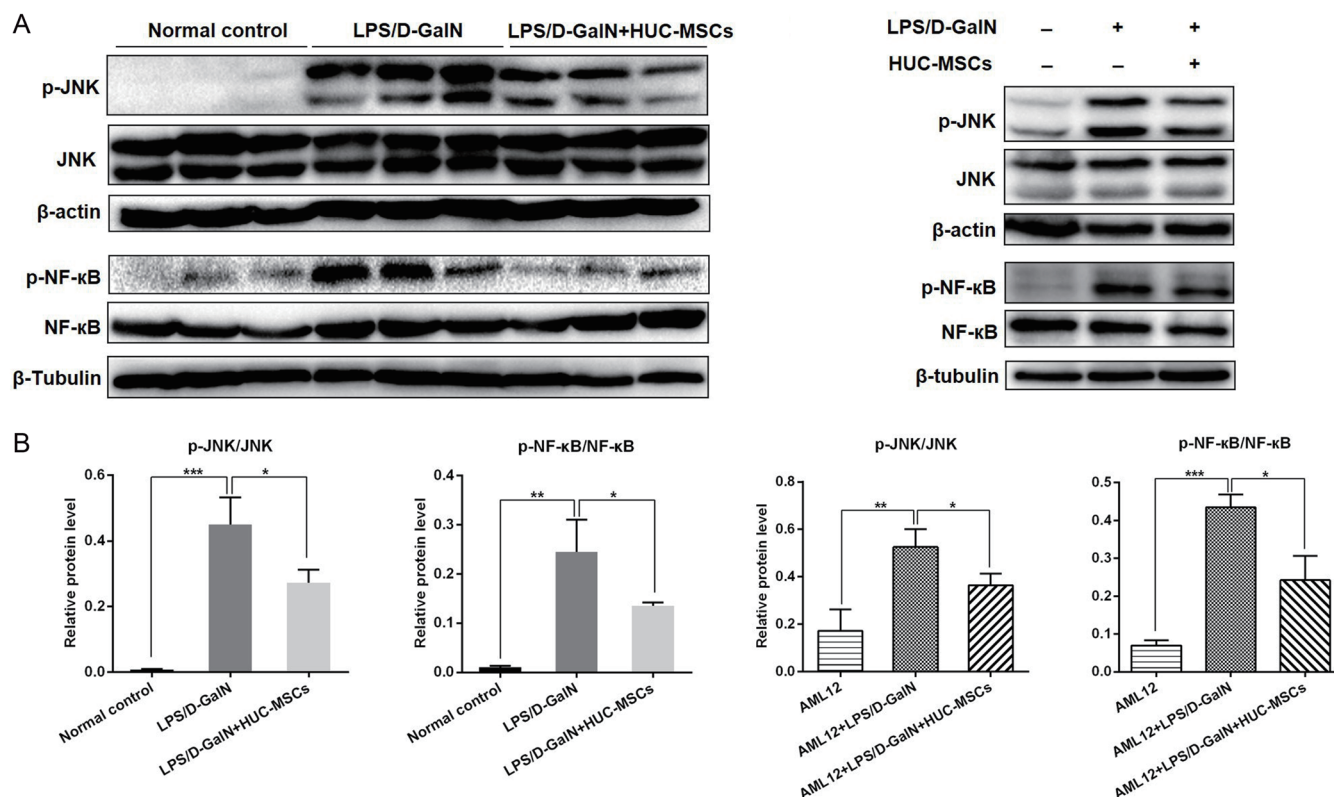 A
Normal control LPS/D-GalN LPS/D-GalN+HUC-MSCs
p-JNK
JNK
β-actin
p-NF-κB
NF-κB
β-Tubulin
LPS/D-GalN – + +
HUC-MSCs – – +
p-JNK
JNK
β-actin
p-NF-κB
NF-κB
β-tubulin
B
p-JNK/JNK
Relative protein level
0.6
0.4
0.2
0.0
*** *
Normal control
LPS/D-GalN
LPS/D-GalN+HUC-MSCs
p-NF-κB/NF-κB
Relative protein level
0.4
0.3
0.2
0.1
0.0
** *
Normal control
LPS/D-GalN
LPS/D-GalN+HUC-MSCs
p-JNK/JNK
Relative protein level
0.8
0.6
0.4
0.2
0.0
** *
AML12
AML12+LPS/D-GalN
AML12+LPS/D-GalN+HUC-MSCs
p-NF-κB/NF-κB
Relative protein level
0.5
0.4
0.3
0.2
0.1
0.0
*** *
AML12
AML12+LPS/D-GalN
AML12+LPS/D-GalN+HUC-MSCs